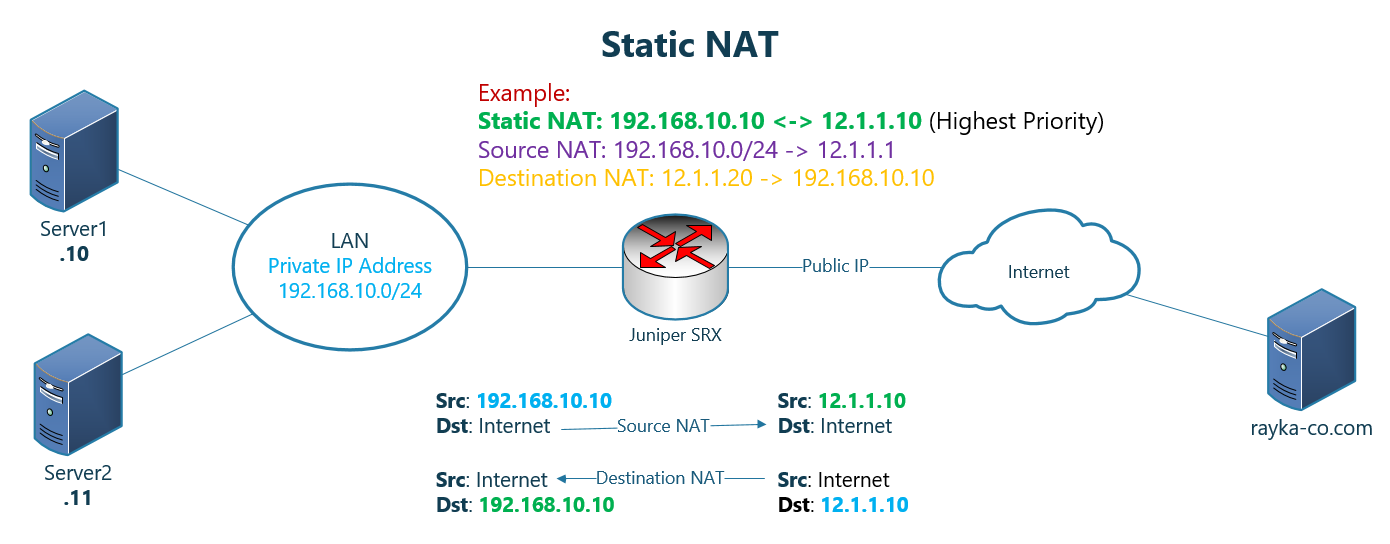 Static NAT
Example:
Static NAT: 192.168.10.10 <-> 12.1.1.10 (Highest Priority)
Source NAT: 192.168.10.0/24 -> 12.1.1.1
Destination NAT: 12.1.1.20 -> 192.168.10.10
Server1
.10
LAN
Private IP Address
192.168.10.0/24
Juniper SRX
Public IP
Internet
rayka-co.com
Server2
.11
Src: 192.168.10.10
Dst: Internet
Source NAT
Src: 12.1.1.10
Dst: Internet
Src: Internet
Dst: 192.168.10.10
Destination NAT
Src: Internet
Dst: 12.1.1.10